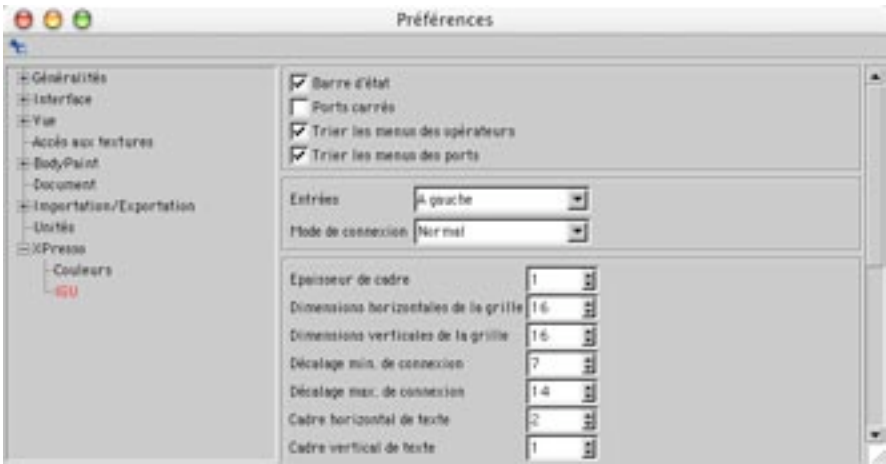 Préférences
Généralités
Interface
Vue
Accès aux textures
BodyPaint
Document
Importation/Exportation
Unités
XPresso
Couleurs
IGU
Barre d'état
Ports carrés
Trier les menus des opérateurs
Trier les menus des ports
Entrées A gauche
Mode de connexion Normal
Epaisseur de cadre 1
Dimensions horizontales de la grille 16
Dimensions verticales de la grille 16
Décalage min. de connexion 7
Décalage max. de connexion 14
Cadre horizontal de texte 2
Cadre vertical de texte 1